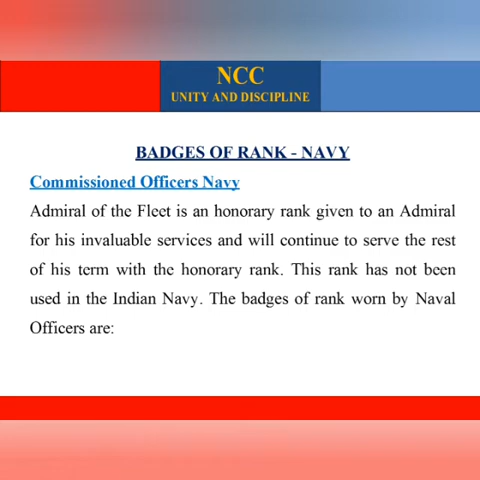 NCC
UNITY AND DISCIPLINE
BADGES OF RANK - NAVY
Commissioned Officers Navy
Admiral of the Fleet is an honorary rank given to an Admiral
for his invaluable services and will continue to serve the rest
of his term with the honorary rank. This rank has not been
used in the Indian Navy. The badges of rank worn by Naval
Officers are: